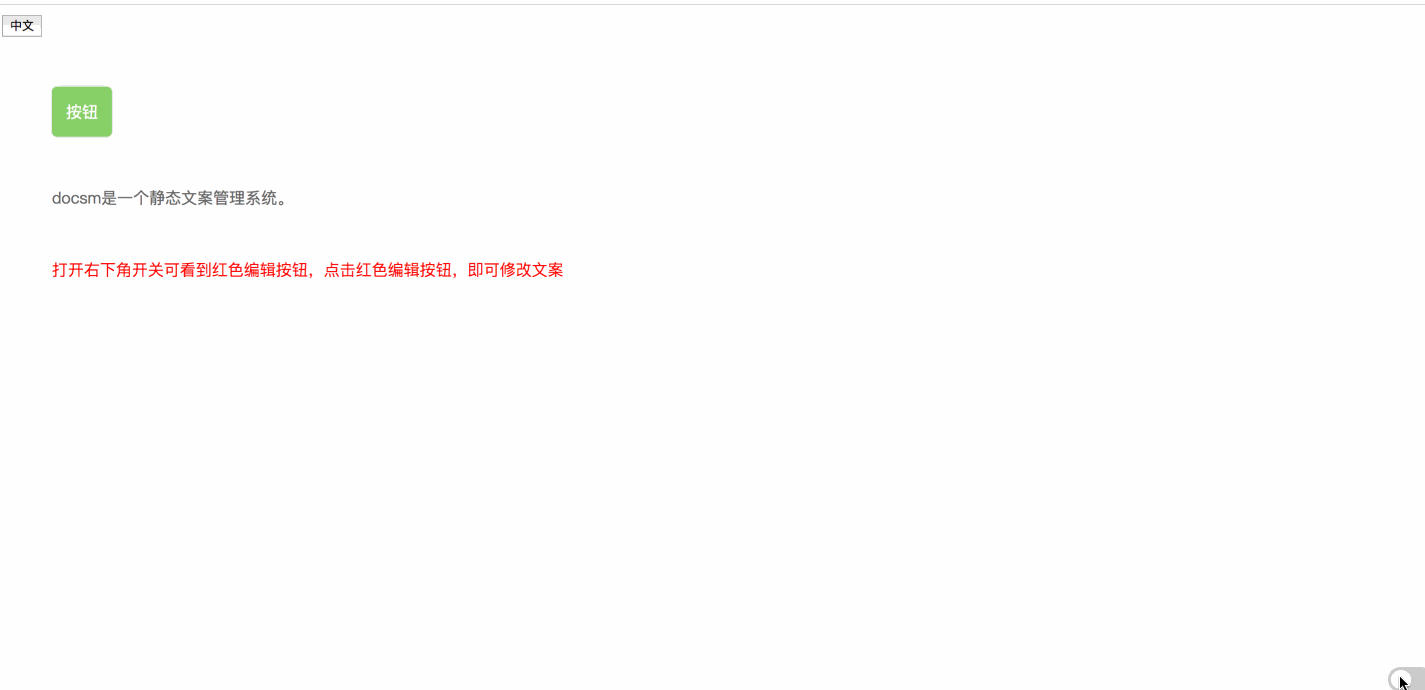 中文
按钮
docsm是一个静态文案管理系统。
打开右下角开关可看到红色编辑按钮，点击红色编辑按钮，即可修改文案